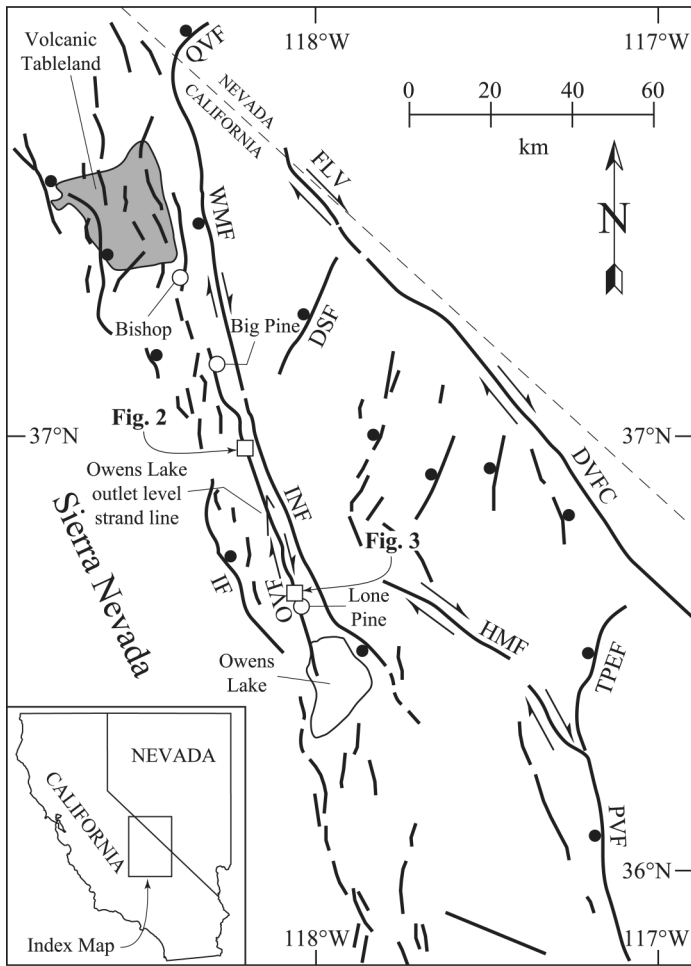 118°W
117°W
Volcanic
Tableland
QVF
NEVADA
CALIFORNIA
0
20
40
60
km
FLV
N
WMF
Bishop
Big Pine
DSF
Fig. 2
37°N
37°N
Owens Lake
outlet level
strand line
INF
DVFC
Sierra Nevada
IF
OVF
Fig. 3
Lone
Pine
HMF
TPEF
Owens
Lake
NEVADA
CALIFORNIA
PVF
36°N
Index Map
118°W
117°W